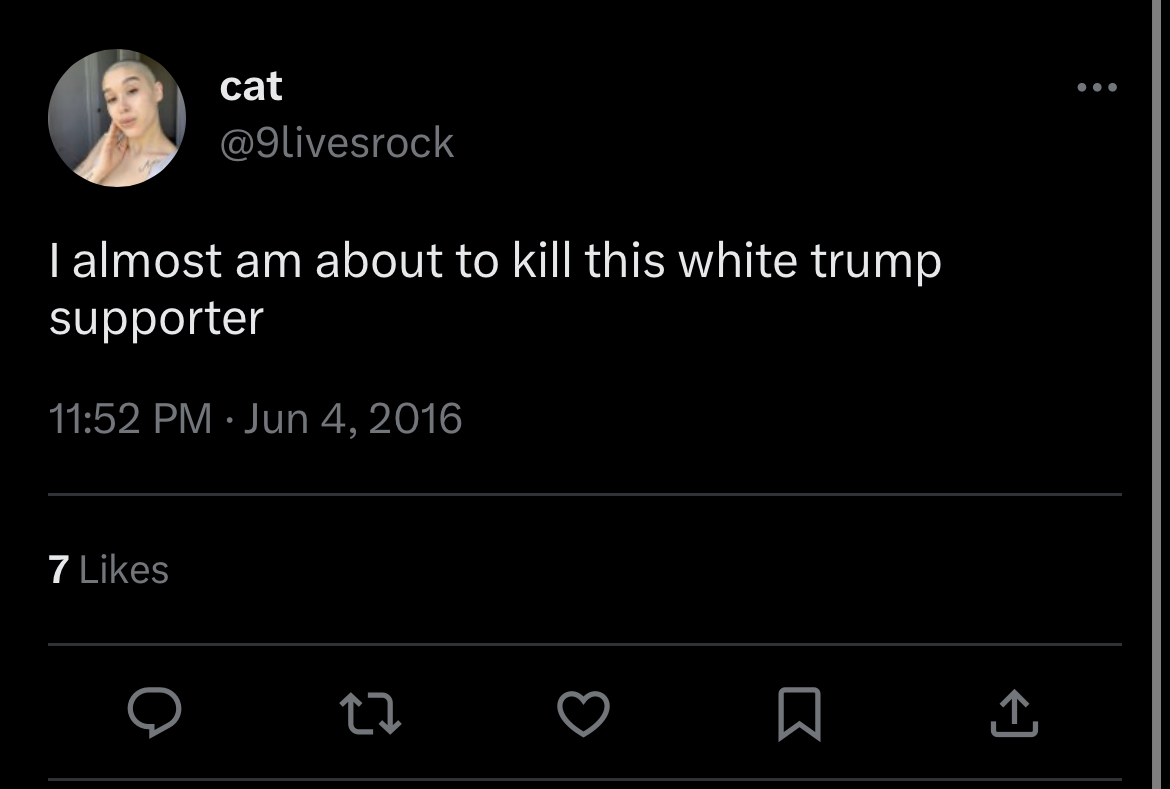 cat
@9livesrock
I almost am about to kill this white trump
supporter
11:52 PM · Jun 4, 2016
7 Likes